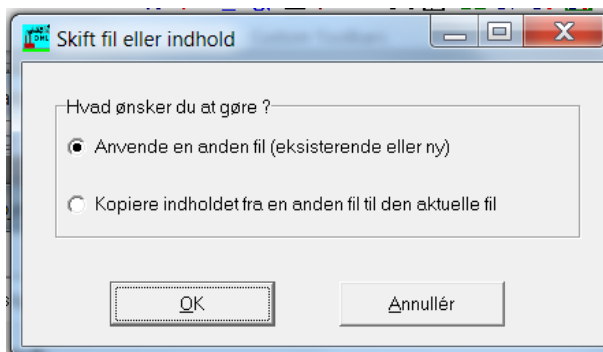 Skift fil eller indhold
Hvad ønsker du at gøre ?
Anvende en anden fil (eksisterende eller ny)
Kopiere indholdet fra en anden fil til den aktuelle fil
OK
Annullér